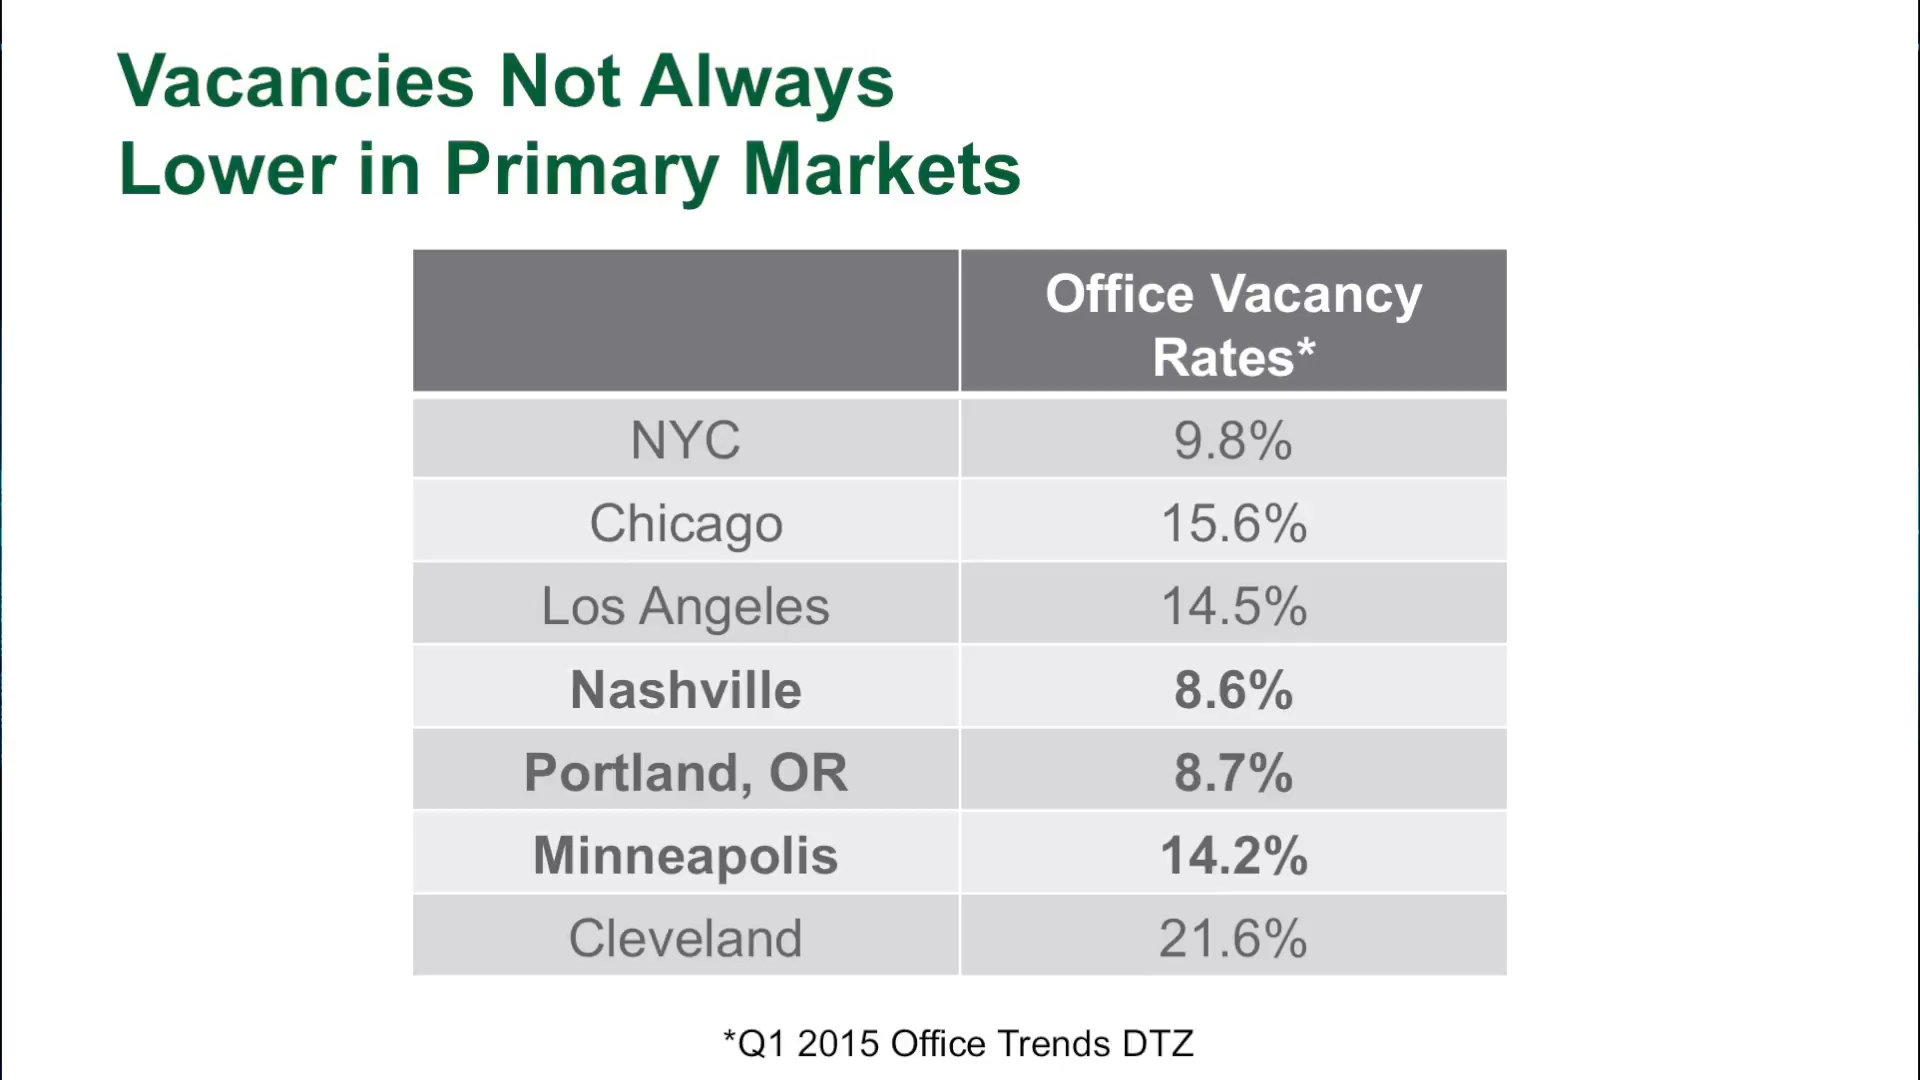 Vacancies Not Always
Lower in Primary Markets
Office Vacancy
Rates*
NYC 9.8%
Chicago 15.6%
Los Angeles 14.5%
Nashville 8.6%
Portland, OR 8.7%
Minneapolis 14.2%
Cleveland 21.6%
*Q1 2015 Office Trends DTZ